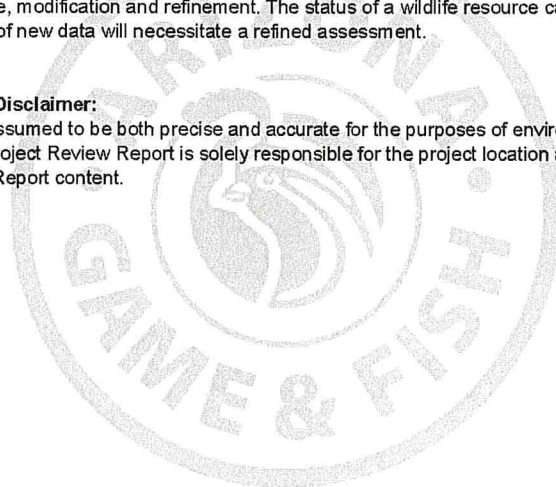 e, modification and refinement. The status of a wildlife resource ca
of new data will necessitate a refined assessment.
Disclaimer:
ssumed to be both precise and accurate for the purposes of enviro
oject Review Report is solely responsible for the project location a
Report content.
ARIZONA
GAME & FISH